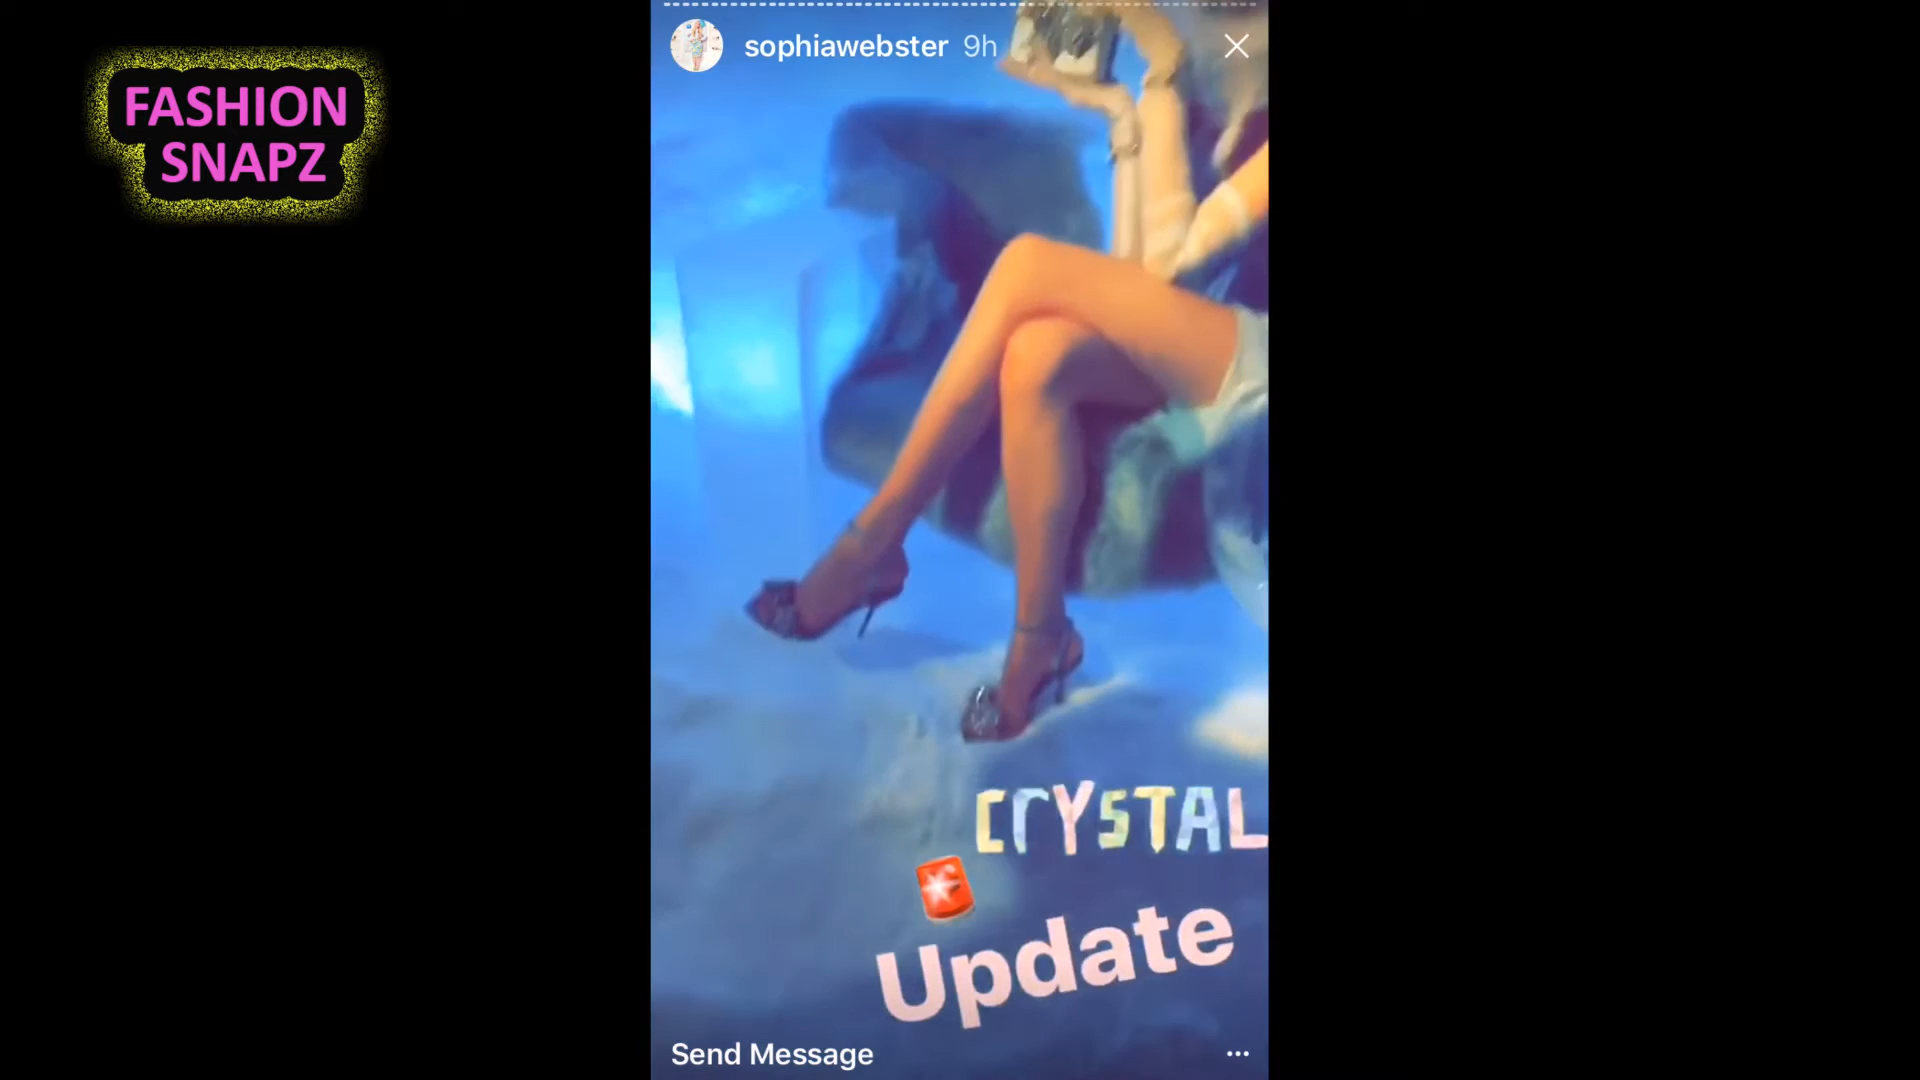 FASHION
SNAPZ
sophiawebster 9h
CrYSTAL
Update
Send Message